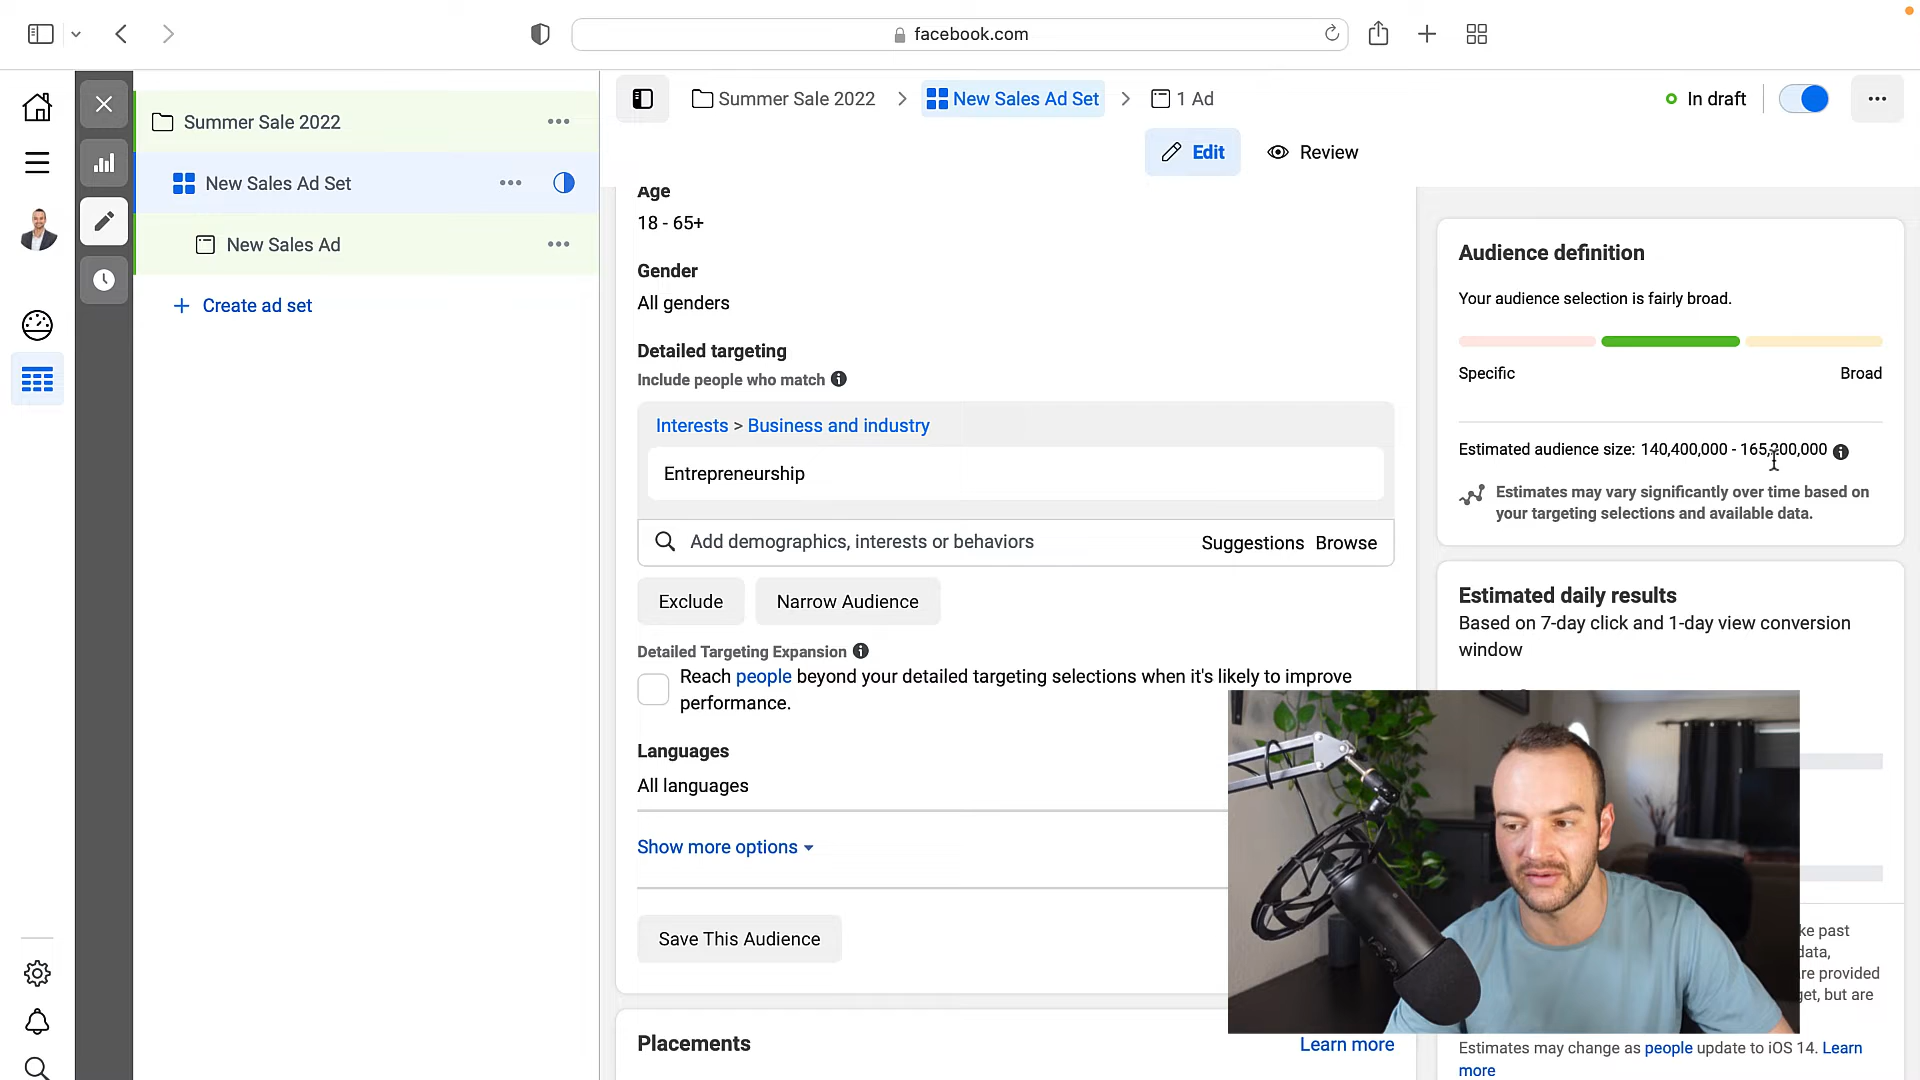 facebook.com
Summer Sale 2022
New Sales Ad Set
New Sales Ad
+ Create ad set
Summer Sale 2022 > New Sales Ad Set > 1 Ad
In draft
Edit
Review
Age
18 - 65+
Gender
All genders
Detailed targeting
Include people who match
Interests > Business and industry
Entrepreneurship
Add demographics, interests or behaviors
Suggestions Browse
Exclude
Narrow Audience
Detailed Targeting Expansion
Reach people beyond your detailed targeting selections when it's likely to improve
performance.
Languages
All languages
Show more options
Save This Audience
Placements
Learn more
Audience definition
Your audience selection is fairly broad.
Specific
Broad
Estimated audience size: 140,400,000 -
Estimates may vary significantly over time based on
your targeting selections and available data.
Estimated daily results
Based on 7-day click and 1-day view conversion
window
past
data,
provided
but are
Estimates may change as people update to iOS 14. Learn
more